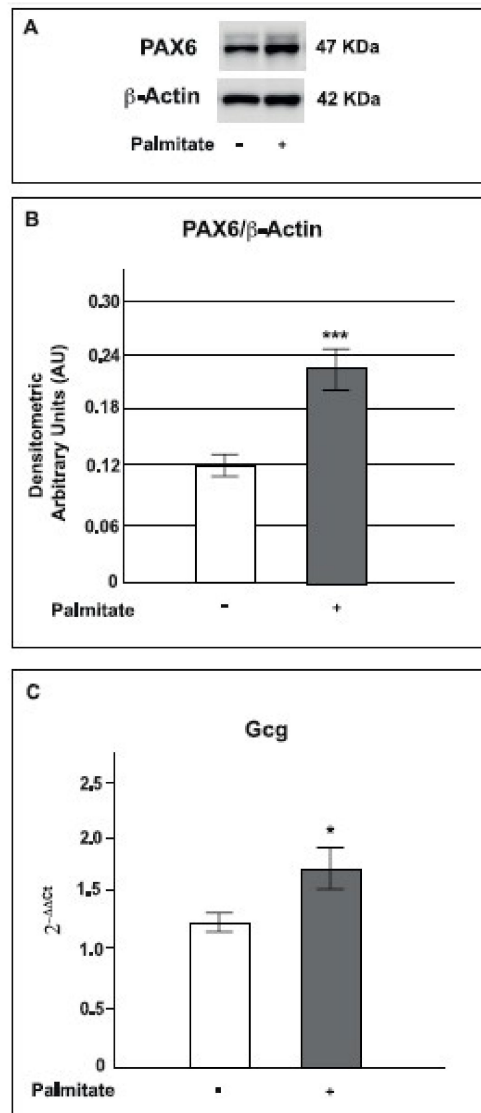 A
PAX6 47 KDa
β-Actin 42 KDa
Palmitate - +
B
PAX6/β-Actin
Densitometric
Arbitrary Units (AU)
0.30
0.24
0.18
0.12
0.06
0
***
Palmitate - +
C
Gcg
2^-ΔΔCt
2.5
2.0
1.5
1.0
0.5
0
*
Palmitate - +